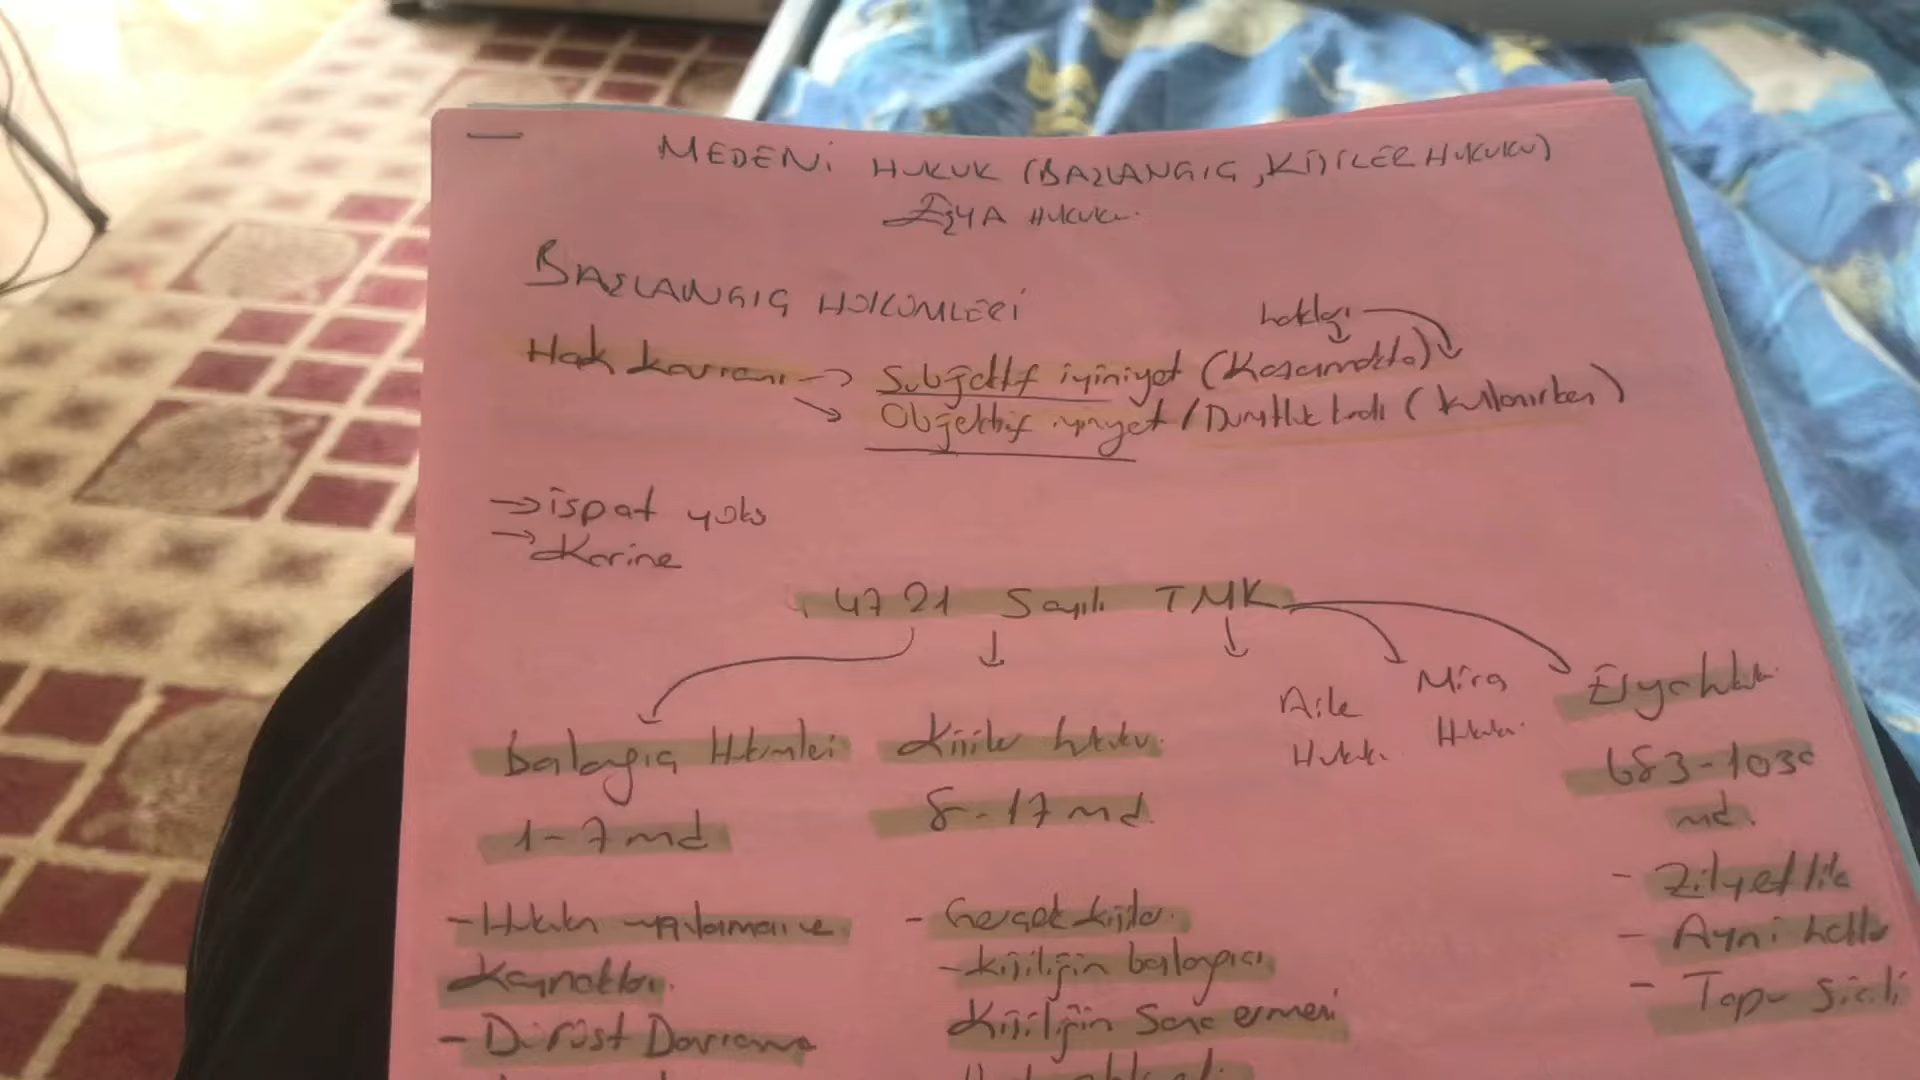 MEDENİ HUKUK (BAŞLANGIÇ, KİŞİLER HUKUKU)
EŞYA HUKUKU
BAŞLANGIÇ HÜKÜMLERİ
Hak kavramı → Subjektif iyiniyet (Kazanmakta)
→ Objektif iyiniyet / Dürüstlük kuralı (kullanırken)
→ ispat yükü
→ Karine
4721 Sayılı TMK
Başlangıç Hükümleri
1-7 md
- Hukukun uygulanması ve
Kaynakları
- Dürüst Davranma
Kişiler hukuku
8-17 md.
- Gerçek kişiler
- kişiliğin başlangıcı
Kişiliğin Sona ermesi
Aile
Hukuku
Miras
Hukuku
Eşya hukuku
683-1030
md.
- Zilyetlik
- Ayni haklar
- Tapu Sicili